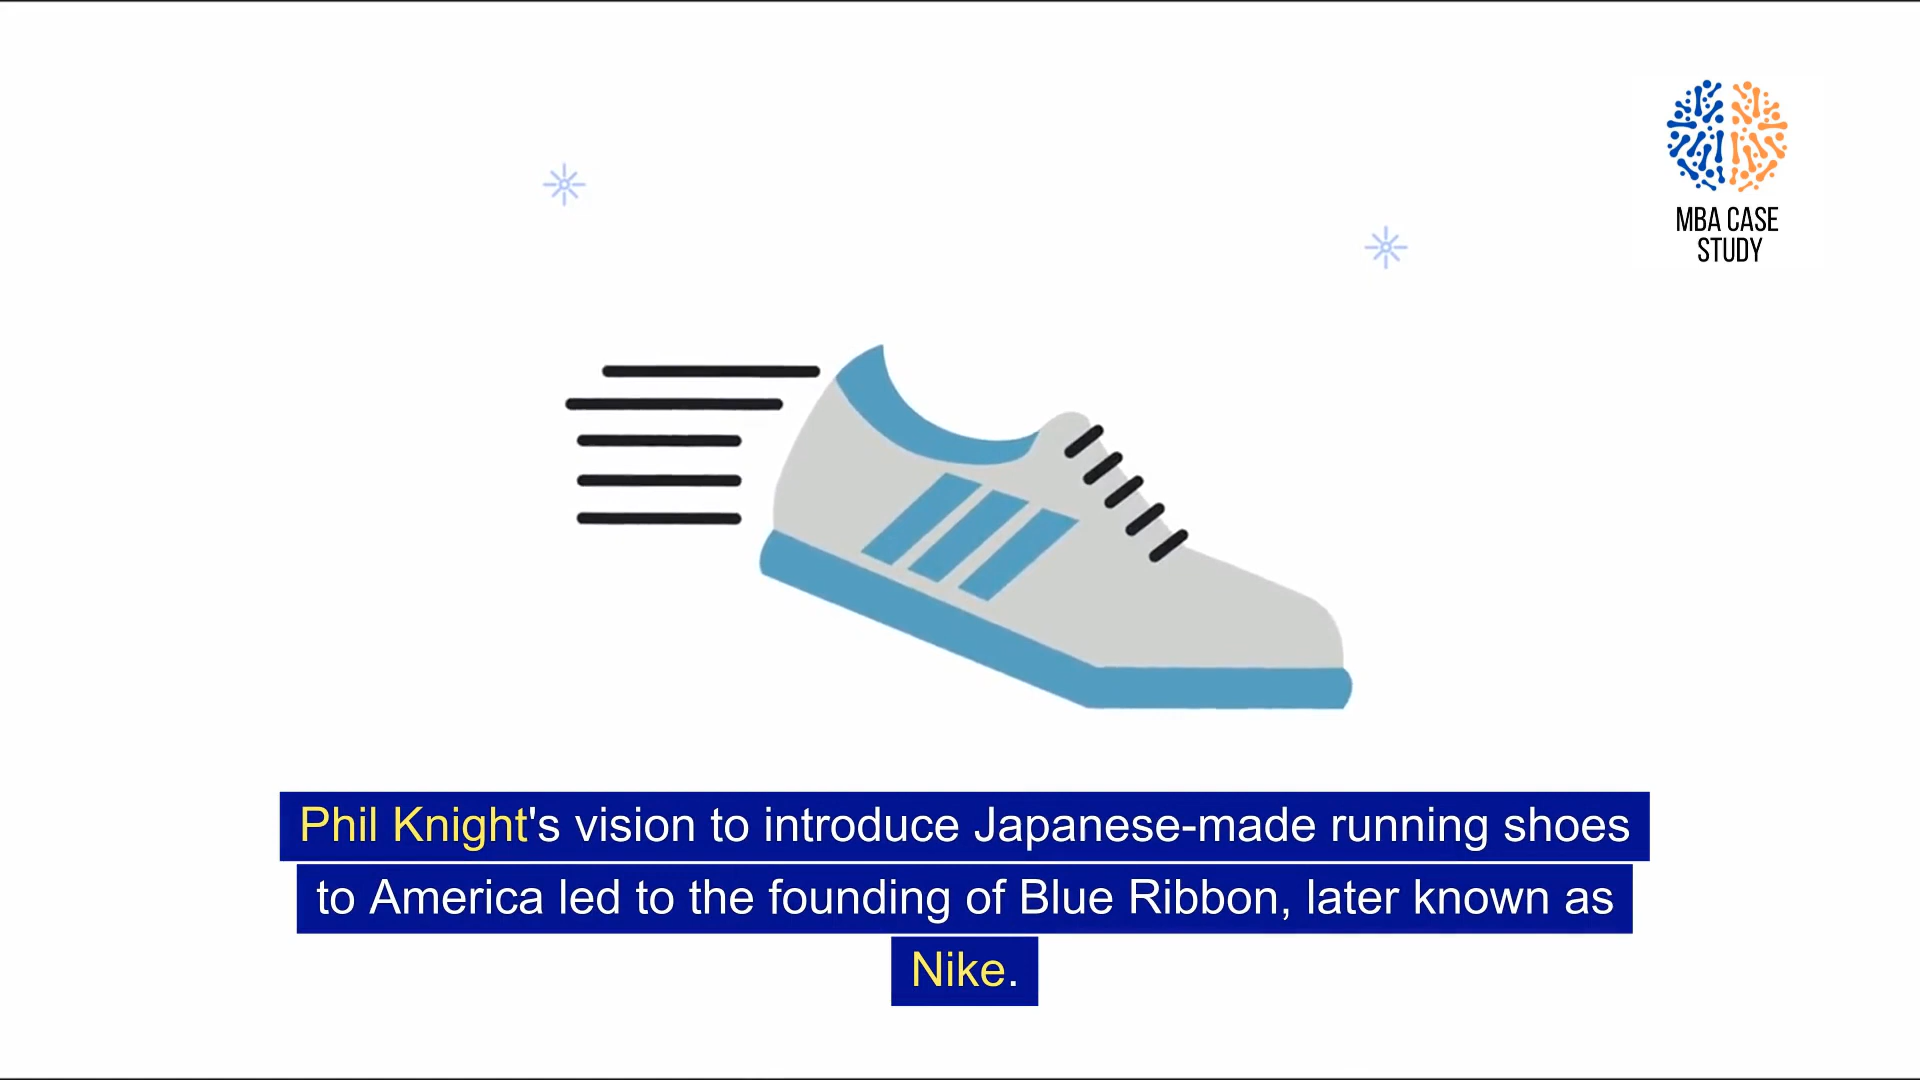 MBA CASE
STUDY
Phil Knight's vision to introduce Japanese-made running shoes
to America led to the founding of Blue Ribbon, later known as
Nike.